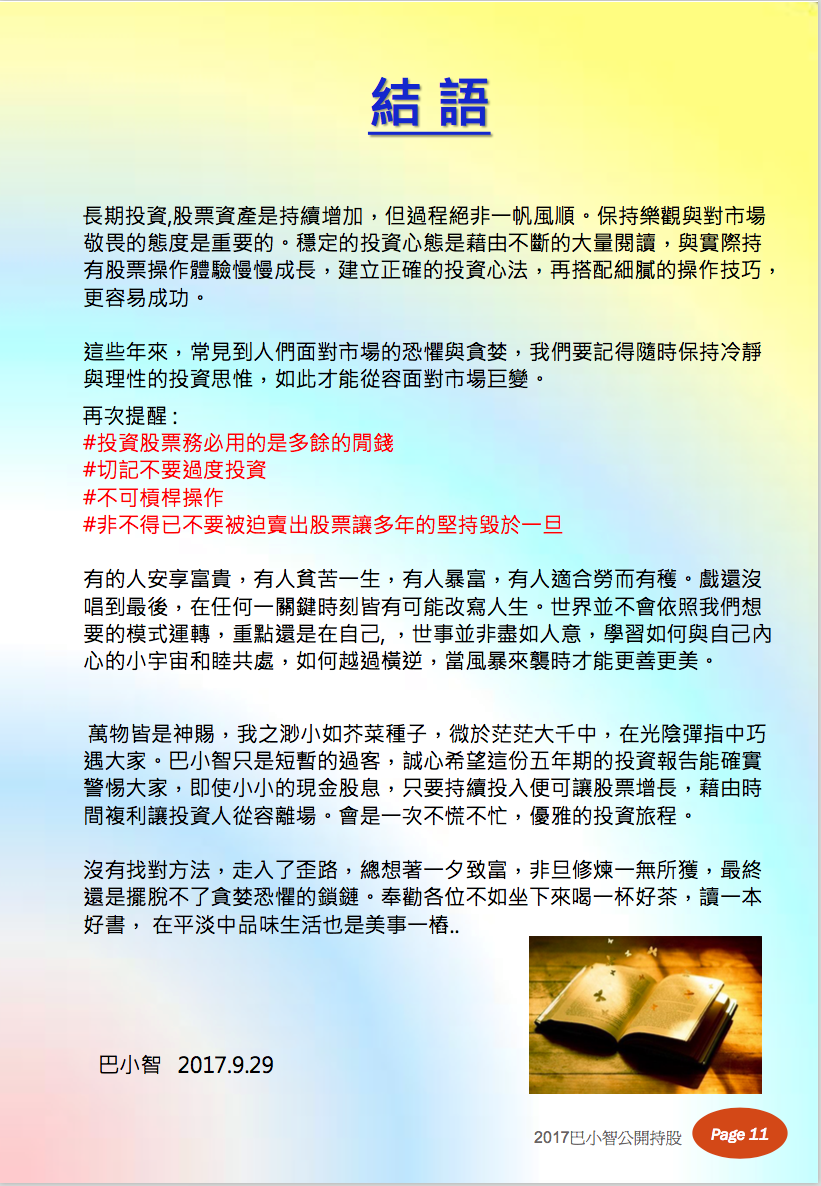 結 語
長期投資,股票資產是持續增加，但過程絕非一帆風順。保持樂觀與對市場
敬畏的態度是重要的。穩定的投資心態是藉由不斷的大量閱讀，與實際持
有股票操作體驗慢慢成長，建立正確的投資心法，再搭配細膩的操作技巧，
更容易成功。
這些年來，常見到人們面對市場的恐懼與貪婪，我們要記得隨時保持冷靜
與理性的投資思惟，如此才能從容面對市場巨變。
再次提醒 :
#投資股票務必用的是多餘的閒錢
#切記不要過度投資
#不可槓桿操作
#非不得已不要被迫賣出股票讓多年的堅持毀於一旦
有的人安享富貴，有人貧苦一生，有人暴富，有人適合勞而有穫。戲還沒
唱到最後，在任何一關鍵時刻皆有可能改寫人生。世界並不會依照我們想
要的模式運轉，重點還是在自己, ，世事並非盡如人意，學習如何與自己內
心的小宇宙和睦共處，如何越過橫逆，當風暴來襲時才能更善更美。
萬物皆是神賜，我之渺小如芥菜種子，微於茫茫大千中，在光陰彈指中巧
遇大家。巴小智只是短暫的過客，誠心希望這份五年期的投資報告能確實
警惕大家，即使小小的現金股息，只要持續投入便可讓股票增長，藉由時
間複利讓投資人從容離場。會是一次不慌不忙，優雅的投資旅程。
沒有找對方法，走入了歪路，總想著一夕致富，非旦修煉一無所獲，最終
還是擺脫不了貪婪恐懼的鎖鏈。奉勸各位不如坐下來喝一杯好茶，讀一本
好書， 在平淡中品味生活也是美事一樁..
巴小智 2017.9.29
2017巴小智公開持股
Page 11